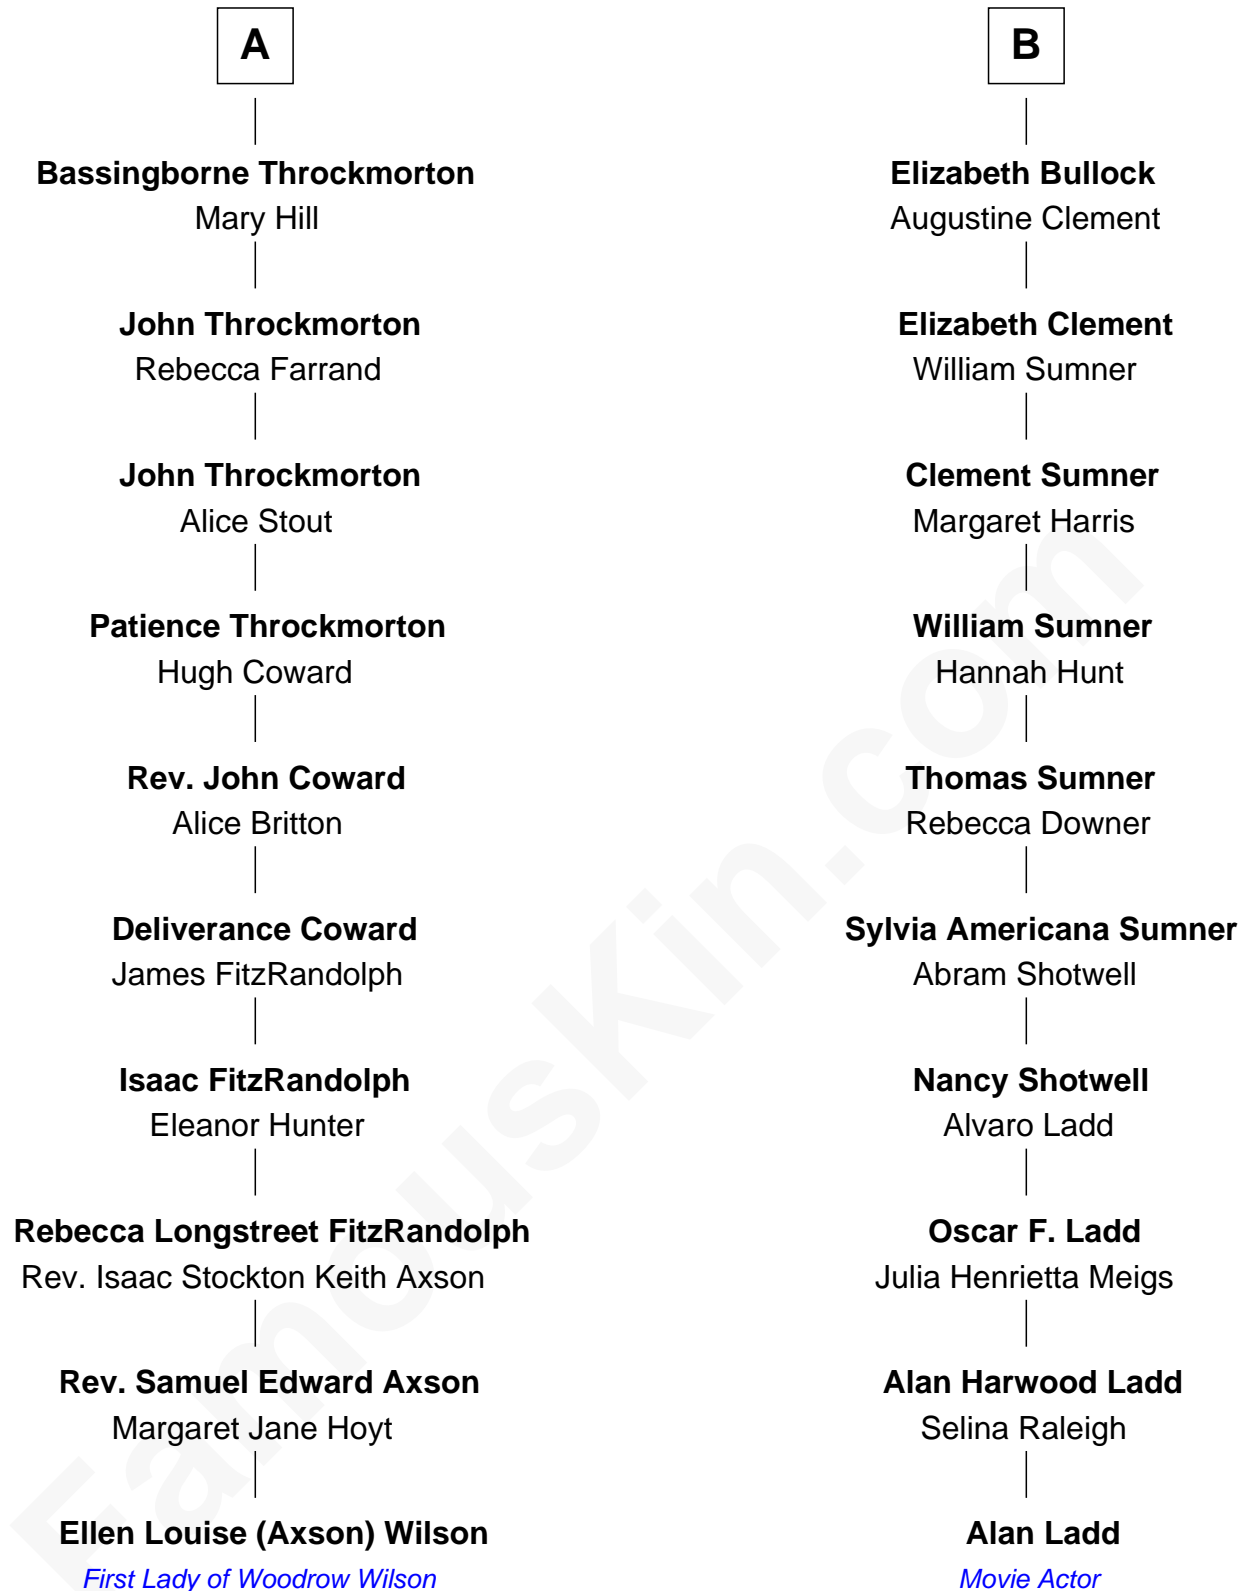 A
Bassingborne Throckmorton
Mary Hill
John Throckmorton
Rebecca Farrand
John Throckmorton
Alice Stout
Patience Throckmorton
Hugh Coward
Rev. John Coward
Alice Britton
Deliverance Coward
James FitzRandolph
Isaac FitzRandolph
Eleanor Hunter
Rebecca Longstreet FitzRandolph
Rev. Isaac Stockton Keith Axson
Rev. Samuel Edward Axson
Margaret Jane Hoyt
Ellen Louise (Axson) Wilson
First Lady of Woodrow Wilson
B
Elizabeth Bullock
Augustine Clement
Elizabeth Clement
William Sumner
Clement Sumner
Margaret Harris
William Sumner
Hannah Hunt
Thomas Sumner
Rebecca Downer
Sylvia Americana Sumner
Abram Shotwell
Nancy Shotwell
Alvaro Ladd
Oscar F. Ladd
Julia Henrietta Meigs
Alan Harwood Ladd
Selina Raleigh
Alan Ladd
Movie Actor
FamousKin.com